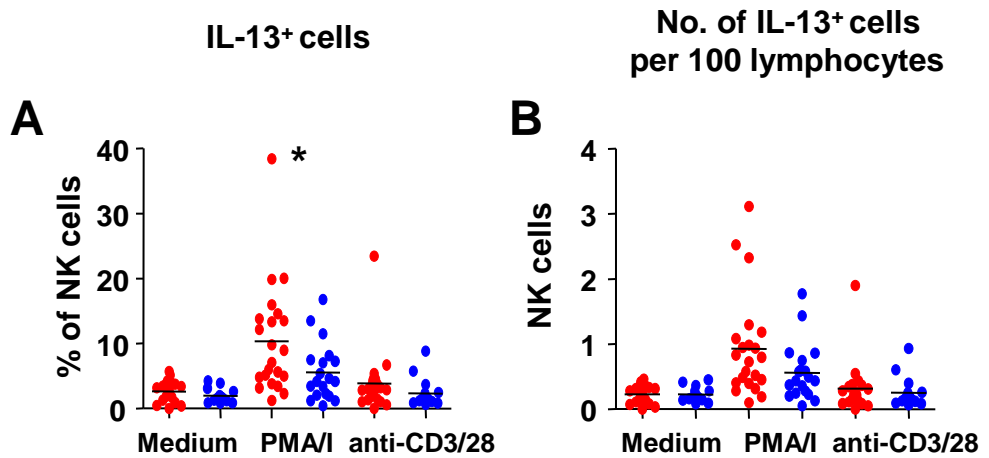 IL-13⁺ cells
No. of IL-13⁺ cells
per 100 lymphocytes
A
B
% of NK cells
40
30
20
10
0
*
Medium PMA/I anti-CD3/28
NK cells
4
3
2
1
0
Medium PMA/I anti-CD3/28